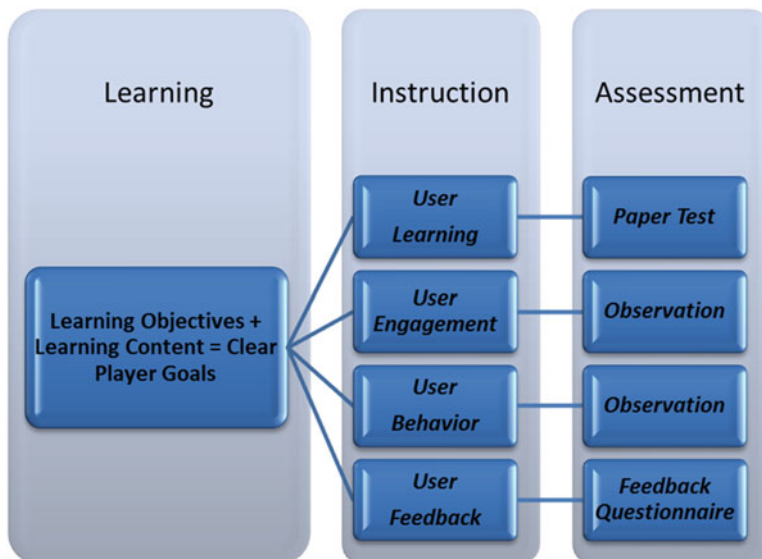 Learning
Instruction
Assessment
Learning Objectives +
Learning Content = Clear
Player Goals
User
Learning
Paper Test
User
Engagement
Observation
User
Behavior
Observation
User
Feedback
Feedback
Questionnaire